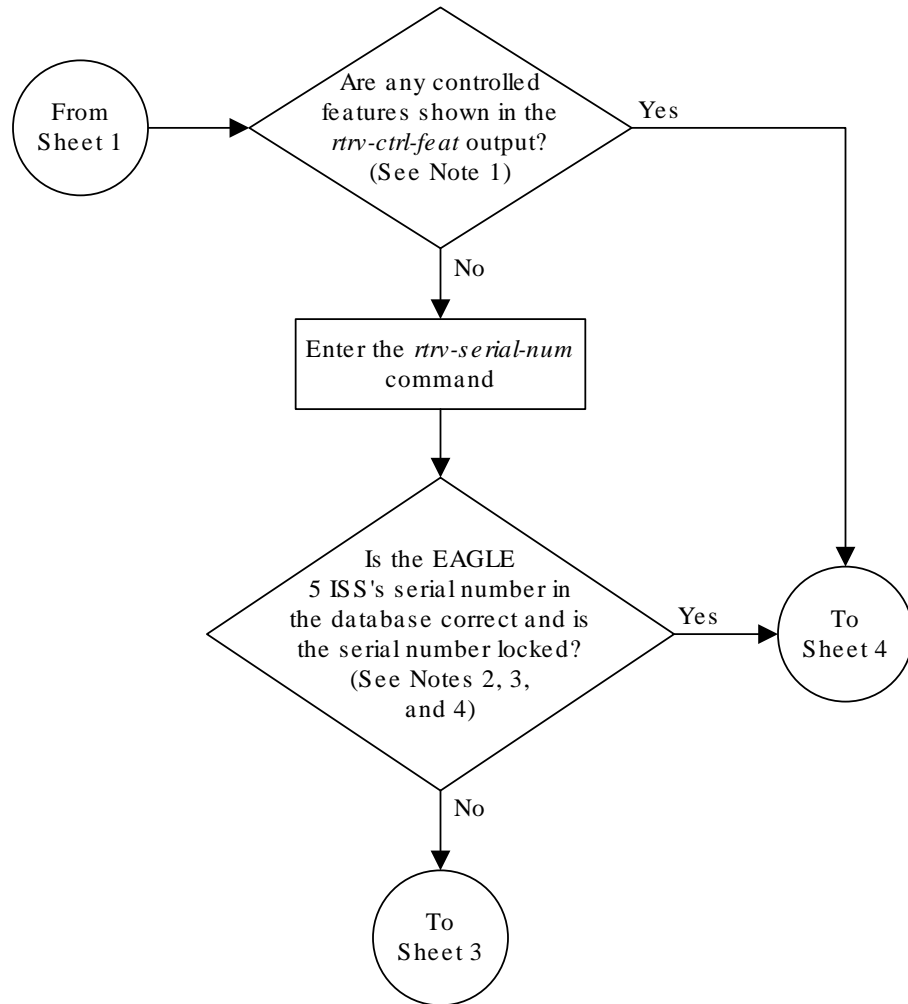 From
Sheet 1
Are any controlled
features shown in the
rtrv-ctrl-feat output?
(See Note 1)
Yes
No
Enter the rtrv-serial-num
command
Is the EAGLE
5 ISS's serial number in
the database correct and is
the serial number locked?
(See Notes 2, 3,
and 4)
Yes
To
Sheet 4
No
To
Sheet 3